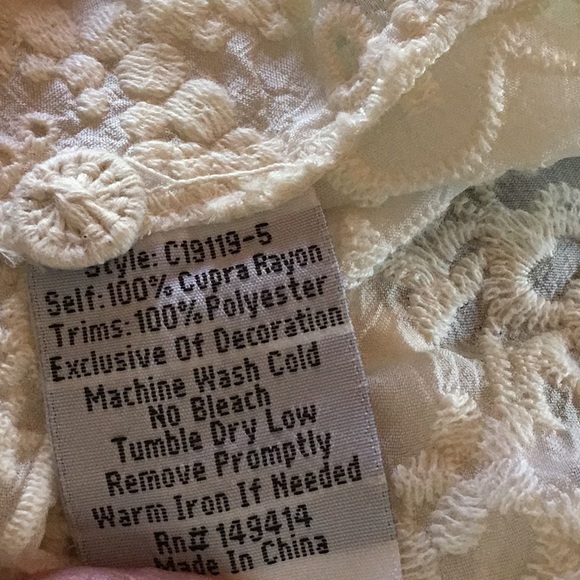 Style: C19119-5
Self:100% Cupra Rayon
Trims:100% Polyester
Exclusive Of Decoration
Machine Wash Cold
No Bleach
Tumble Dry Low
Remove Promptly
Warm Iron If Needed
Rn# 149414
Made In China